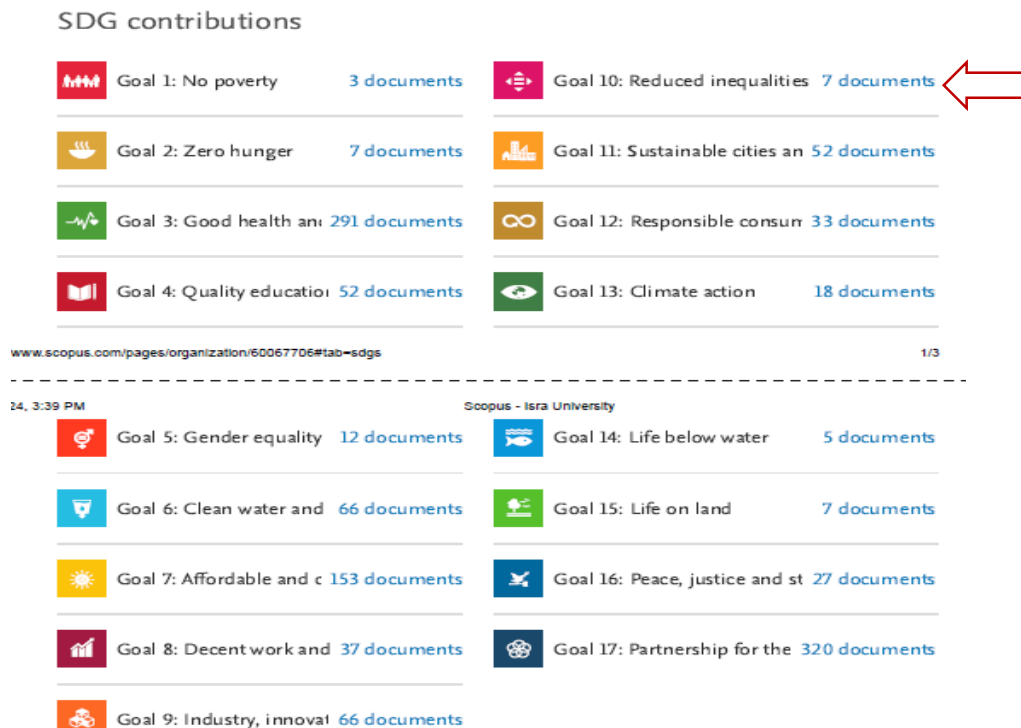 SDG contributions
Goal 1: No poverty 3 documents
Goal 10: Reduced inequalities 7 documents
Goal 2: Zero hunger 7 documents
Goal 11: Sustainable cities an 52 documents
Goal 3: Good health an 291 documents
Goal 12: Responsible consum 33 documents
Goal 4: Quality education 52 documents
Goal 13: Climate action 18 documents
www.scopus.com/pages/organization/60067706#tab=sdgs 1/3
24, 3:39 PM Scopus - Isra University
Goal 5: Gender equality 12 documents
Goal 14: Life below water 5 documents
Goal 6: Clean water and 66 documents
Goal 15: Life on land 7 documents
Goal 7: Affordable and c 153 documents
Goal 16: Peace, justice and st 27 documents
Goal 8: Decent work and 37 documents
Goal 17: Partnership for the 320 documents
Goal 9: Industry, innovat 66 documents